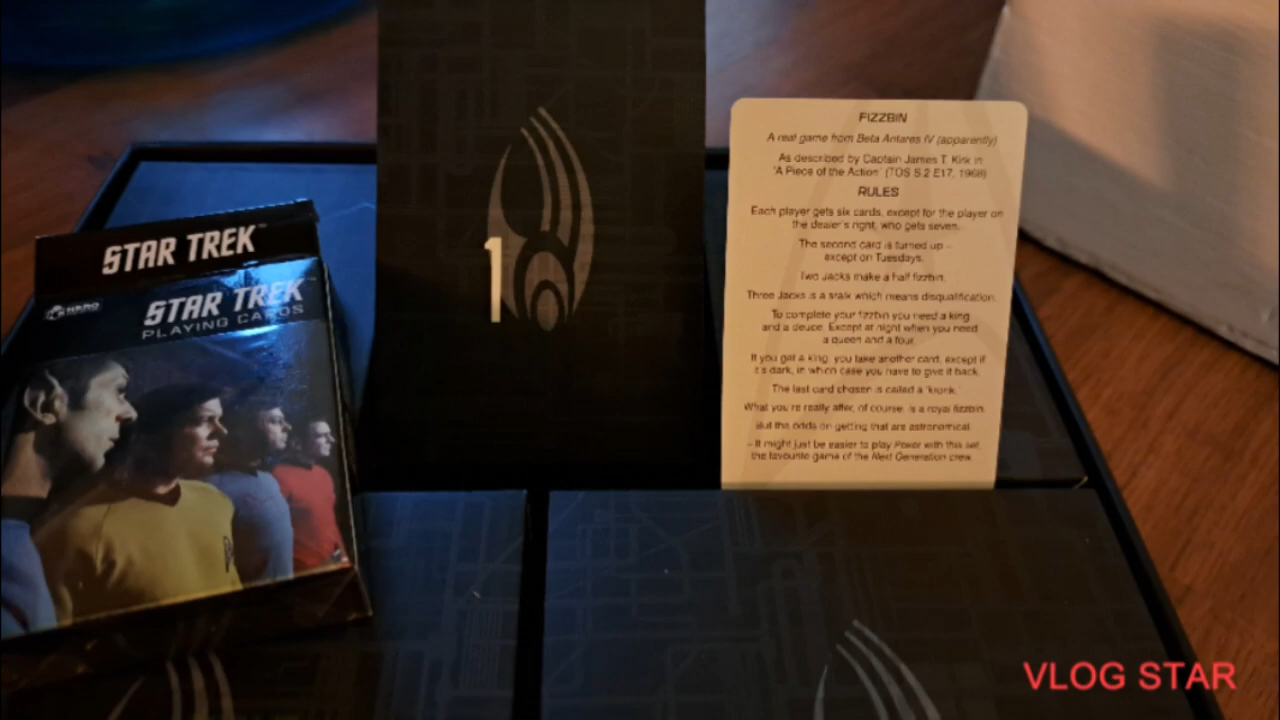 STAR TREK
HERO
STAR TREK
PLAYING CARDS
1
FIZZBIN
A real game from Beta Antares IV (apparently)
As described by Captain James T. Kirk in
'A Piece of the Action' (TOS S.2 E17, 1968)
RULES
Each player gets six cards, except for the player on
the dealer's right, who gets seven.
The second card is turned up –
except on Tuesdays.
Two Jacks make a half fizzbin.
Three Jacks is a sralk which means disqualification.
To complete your fizzbin you need a king
and a deuce. Except at night when you need
a queen and a four.
If you get a king, you take another card, except if
it's dark, in which case you have to give it back.
The last card chosen is called a 'kronk.'
What you're really after, of course, is a royal fizzbin.
But the odds on getting that are astronomical.
– It might just be easier to play Poker with this set,
the favourite game of the Next Generation crew.
VLOG STAR